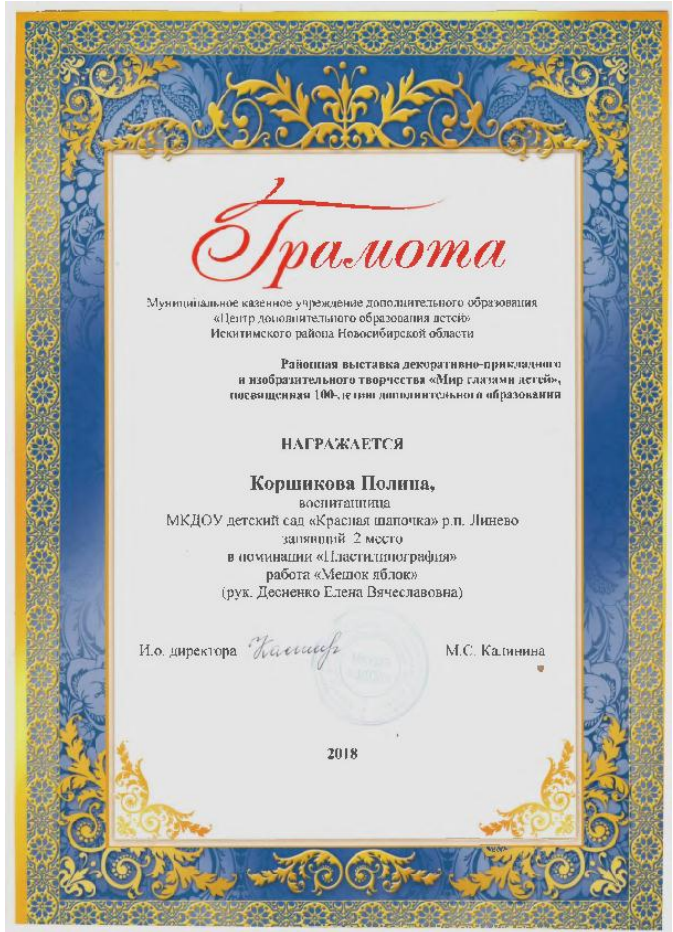 Грамота
Муниципальное казенное учреждение дополнительного образования
«Центр дополнительного образования детей»
Искитимского района Новосибирской области
Районная выставка декоративно-прикладного
и изобразительного творчества «Мир глазами детей»,
посвященная 100-летию дополнительного образования
НАГРАЖАЕТСЯ
Коршикова Полина,
воспитанница
МКДОУ детский сад «Красная шапочка» р.п. Линево
занявший 2 место
в номинации «Пластилинография»
работа «Мешок яблок»
(рук. Десненко Елена Вячеславовна)
И.о. директора М.С. Калинина
2018